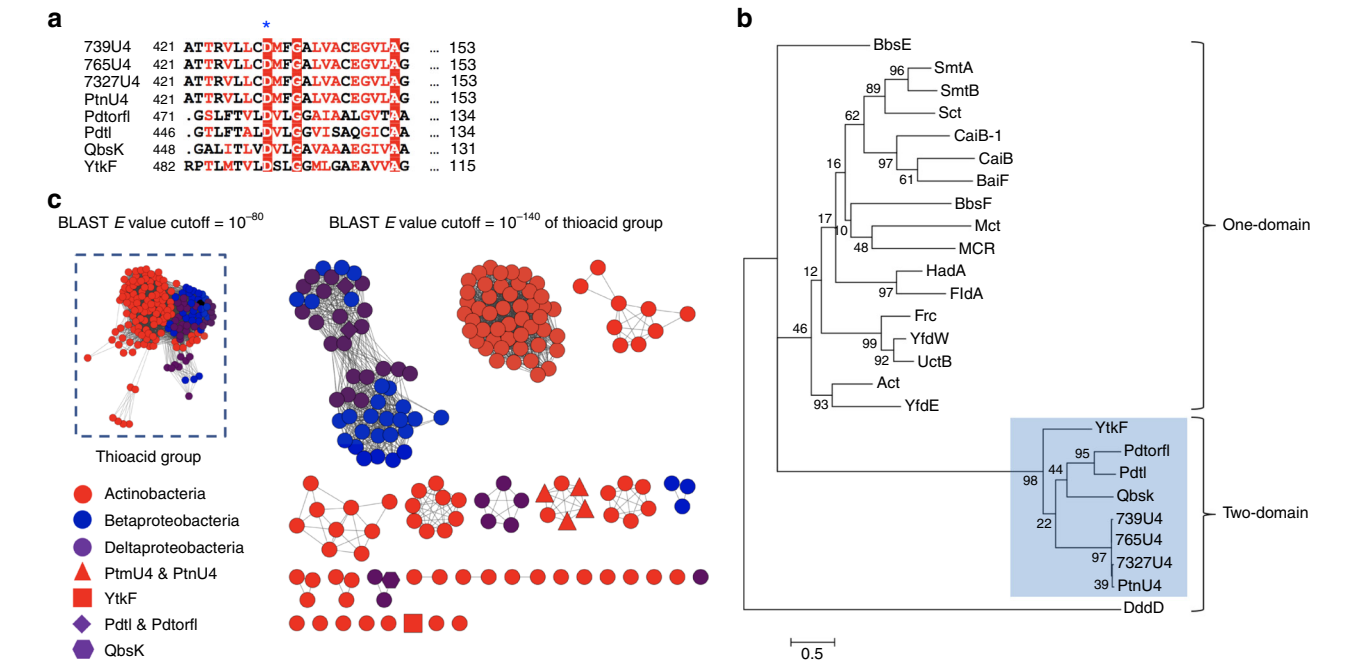 a
*
739U4 421 ATTRVLLCDMFGALVACEGVLAG ... 153
765U4 421 ATTRVLLCDMFGALVACEGVLAG ... 153
7327U4 421 ATTRVLLCDMFGALVACEGVLAG ... 153
PtnU4 421 ATTRVLLCDMFGALVACEGVLAG ... 153
Pdtorfl 471 .GSLFTVLDVLGGAIAALGVTAA ... 134
Pdtl 446 .GTLFTALDVLGGVISAQGICAA ... 134
QbsK 448 .GALITLVDVLGAVAAAEGIVAA ... 131
YtkF 482 RPTLMTVLDSLGGMLGAEAVVAG ... 115
b
BbsE
96
SmtA
SmtB
89
Sct
62
CaiB-1
97
CaiB
61
BaiF
16
BbsF
17
10
Mct
48
MCR
12
HadA
97
FldA
46
Frc
99
YfdW
92
UctB
Act
93
YfdE
One-domain
YtkF
95
Pdtorfl
44
Pdtl
98
Qbsk
22
739U4
765U4
97
7327U4
39
PtnU4
Two-domain
DddD
0.5
c
BLAST E value cutoff = 10−80
BLAST E value cutoff = 10−140 of thioacid group
Thioacid group
Actinobacteria
Betaproteobacteria
Deltaproteobacteria
PtmU4 & PtnU4
YtkF
Pdtl & Pdtorfl
QbsK